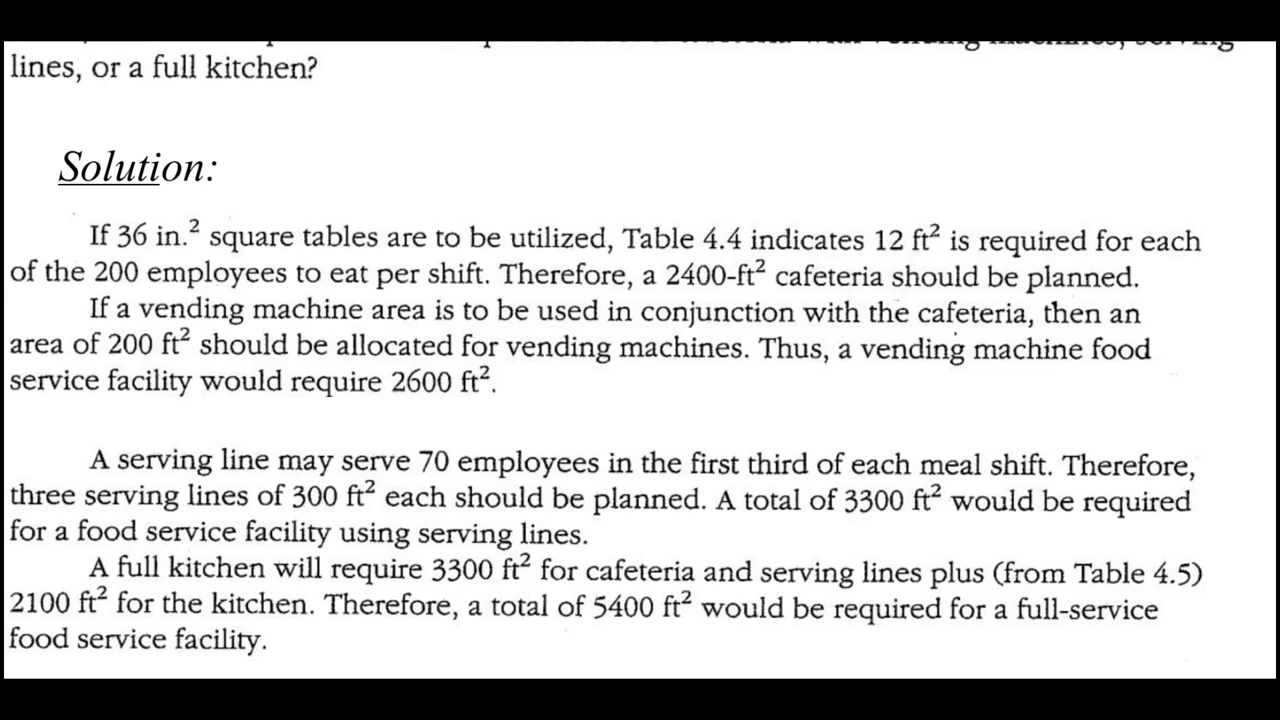 lines, or a full kitchen?
Solution:
If 36 in.² square tables are to be utilized, Table 4.4 indicates 12 ft² is required for each
of the 200 employees to eat per shift. Therefore, a 2400-ft² cafeteria should be planned.
If a vending machine area is to be used in conjunction with the cafeteria, then an
area of 200 ft² should be allocated for vending machines. Thus, a vending machine food
service facility would require 2600 ft².
A serving line may serve 70 employees in the first third of each meal shift. Therefore,
three serving lines of 300 ft² each should be planned. A total of 3300 ft² would be required
for a food service facility using serving lines.
A full kitchen will require 3300 ft² for cafeteria and serving lines plus (from Table 4.5)
2100 ft² for the kitchen. Therefore, a total of 5400 ft² would be required for a full-service
food service facility.